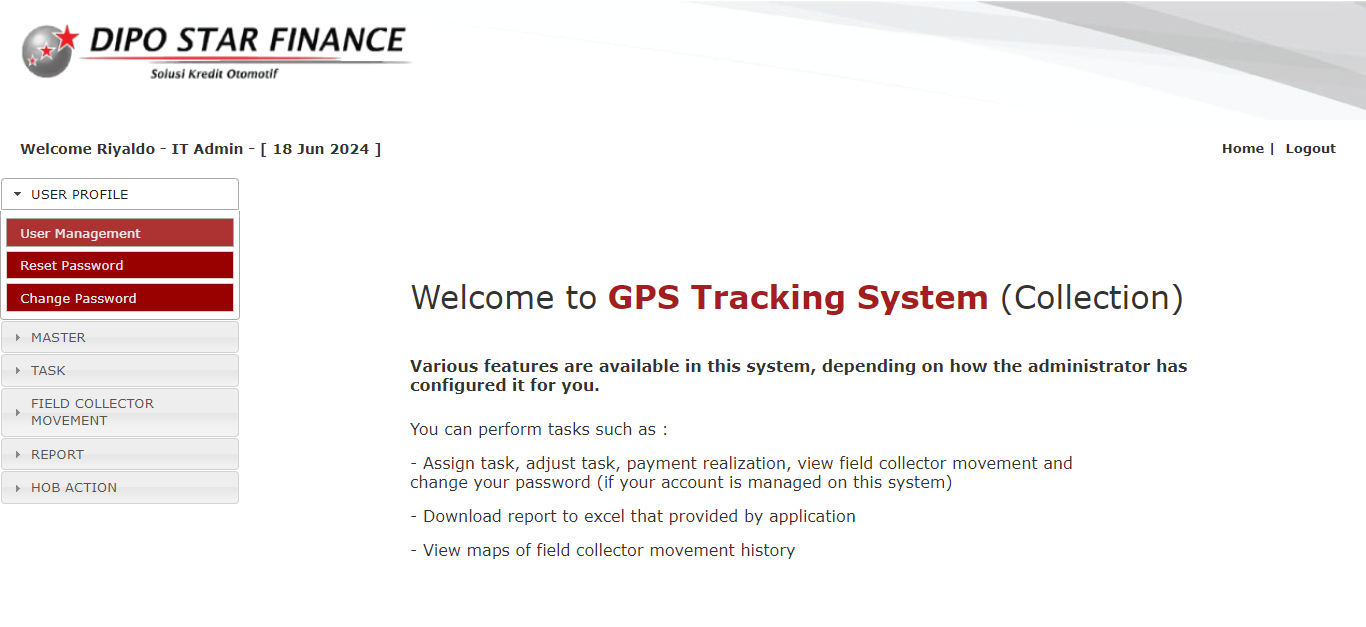 DIPO STAR FINANCE
Solusi Kredit Otomotif
Welcome Riyaldo - IT Admin - [ 18 Jun 2024 ]
Home | Logout
USER PROFILE
User Management
Reset Password
Change Password
MASTER
TASK
FIELD COLLECTOR
MOVEMENT
REPORT
HOB ACTION
Welcome to GPS Tracking System (Collection)
Various features are available in this system, depending on how the administrator has
configured it for you.
You can perform tasks such as :
- Assign task, adjust task, payment realization, view field collector movement and
change your password (if your account is managed on this system)
- Download report to excel that provided by application
- View maps of field collector movement history